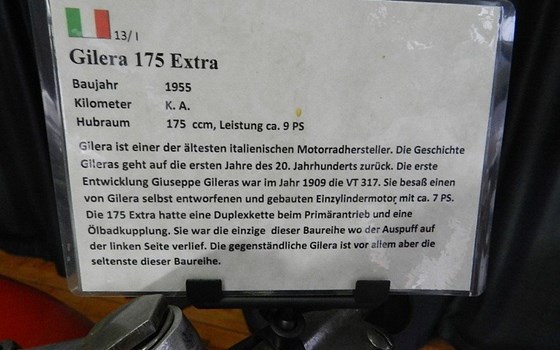 13/ I
Gilera 175 Extra
Baujahr 1955
Kilometer K. A.
Hubraum 175 ccm, Leistung ca. 9 PS
Gilera ist einer der ältesten italienischen Motorradhersteller. Die Geschichte
Gileras geht auf die ersten Jahre des 20. Jahrhunderts zurück. Die erste
Entwicklung Giuseppe Gileras war im Jahr 1909 die VT 317. Sie besaß einen
von Gilera selbst entworfenen und gebauten Einzylindermotor mit ca. 7 PS.
Die 175 Extra hatte eine Duplexkette beim Primärantrieb und eine
Ölbadkupplung. Sie war die einzige dieser Baureihe wo der Auspuff auf
der linken Seite verlief. Die gegenständliche Gilera ist vor allem aber die
seltenste dieser Baureihe.